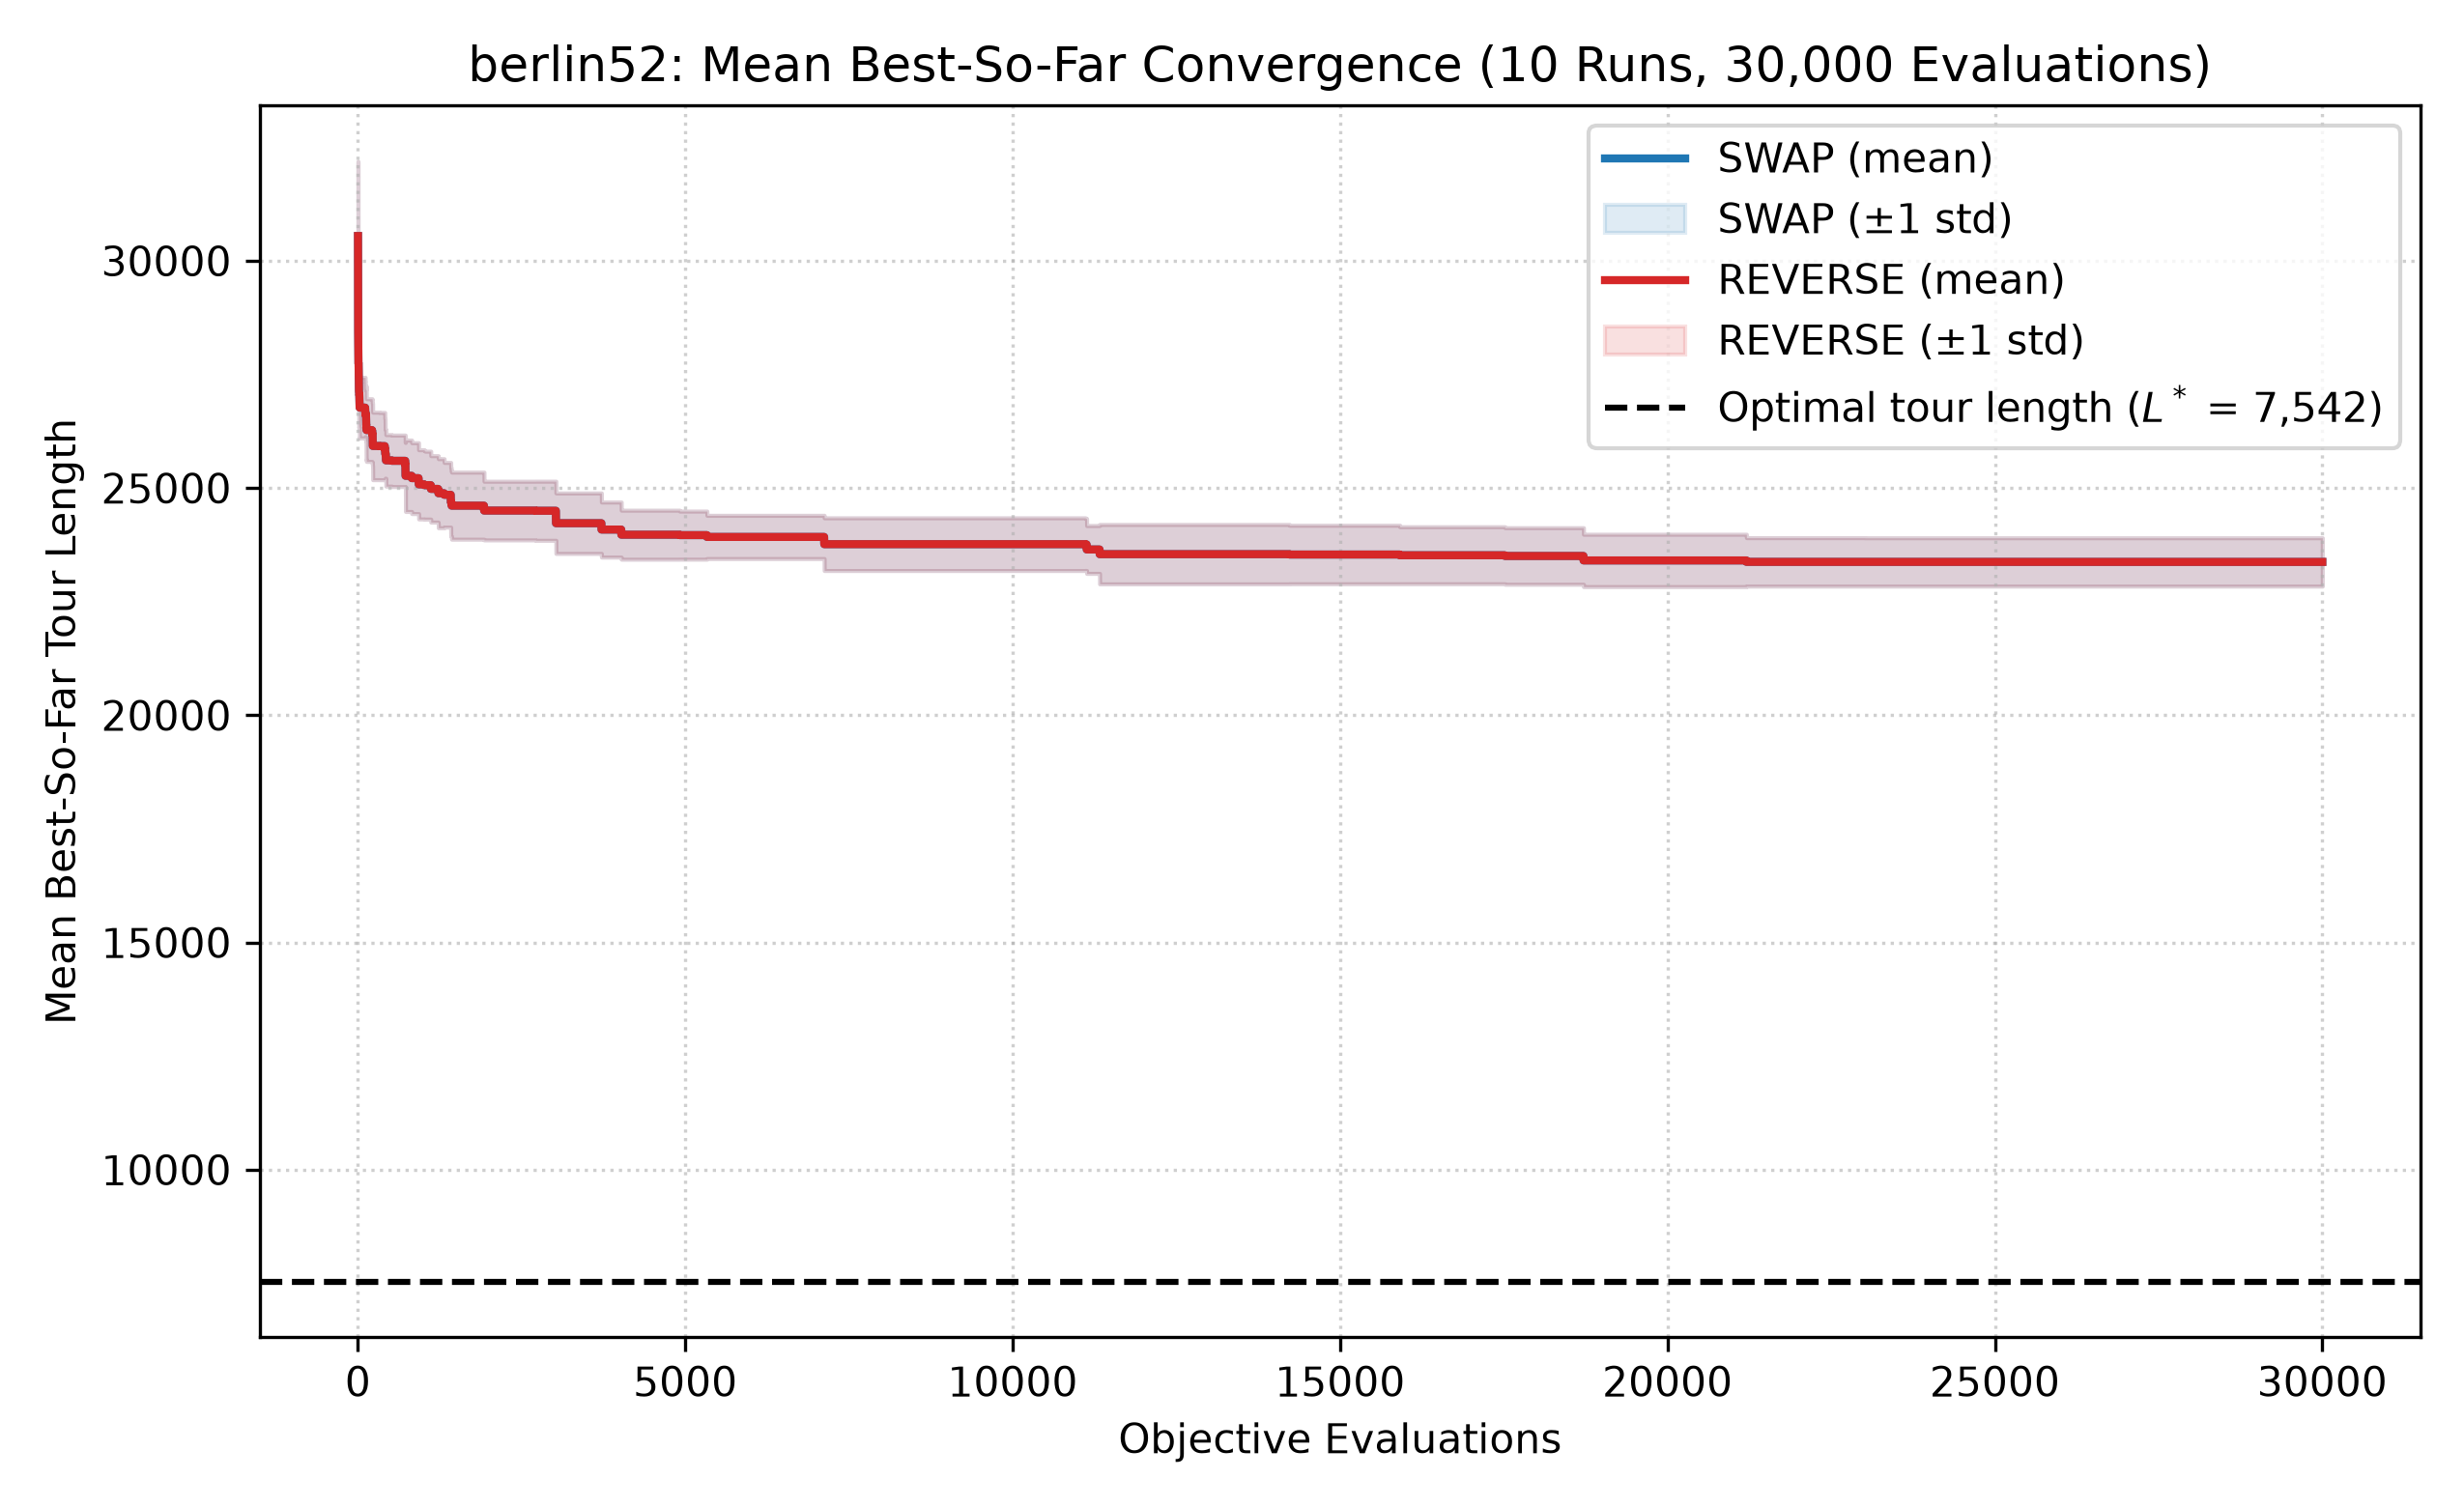 berlin52: Mean Best-So-Far Convergence (10 Runs, 30,000 Evaluations)
SWAP (mean)
SWAP (±1 std)
REVERSE (mean)
REVERSE (±1 std)
Optimal tour length (L* = 7,542)
Mean Best-So-Far Tour Length
30000
25000
20000
15000
10000
0 5000 10000 15000 20000 25000 30000
Objective Evaluations